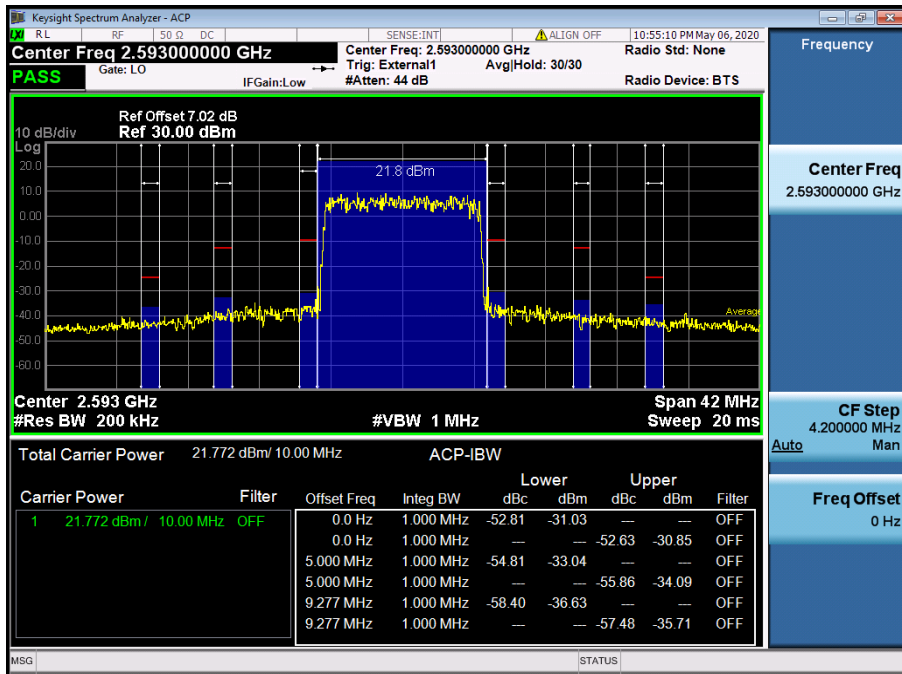 Keysight Spectrum Analyzer - ACP
LXI RL RF 50 Ω DC SENSE:INT ALIGN OFF 10:55:10 PM May 06, 2020
Center Freq 2.593000000 GHz Center Freq: 2.593000000 GHz Radio Std: None
Gate: LO Trig: External1 Avg|Hold: 30/30
PASS IFGain:Low #Atten: 44 dB Radio Device: BTS
Frequency
Ref Offset 7.02 dB
10 dB/div Ref 30.00 dBm
Log
20.0
21.8 dBm
10.0
0.00
-10.0
-20.0
-30.0
-40.0
Average
-50.0
-60.0
Center 2.593 GHz Span 42 MHz
#Res BW 200 kHz #VBW 1 MHz Sweep 20 ms
Center Freq
2.593000000 GHz
CF Step
4.200000 MHz
Auto Man
Freq Offset
0 Hz
Total Carrier Power 21.772 dBm/ 10.00 MHz ACP-IBW
Lower Upper
Carrier Power Filter Offset Freq Integ BW dBc dBm dBc dBm Filter
1 21.772 dBm / 10.00 MHz OFF 0.0 Hz 1.000 MHz -52.81 -31.03 --- --- OFF
0.0 Hz 1.000 MHz --- --- -52.63 -30.85 OFF
5.000 MHz 1.000 MHz -54.81 -33.04 --- --- OFF
5.000 MHz 1.000 MHz --- --- -55.86 -34.09 OFF
9.277 MHz 1.000 MHz -58.40 -36.63 --- --- OFF
9.277 MHz 1.000 MHz --- --- -57.48 -35.71 OFF
MSG STATUS